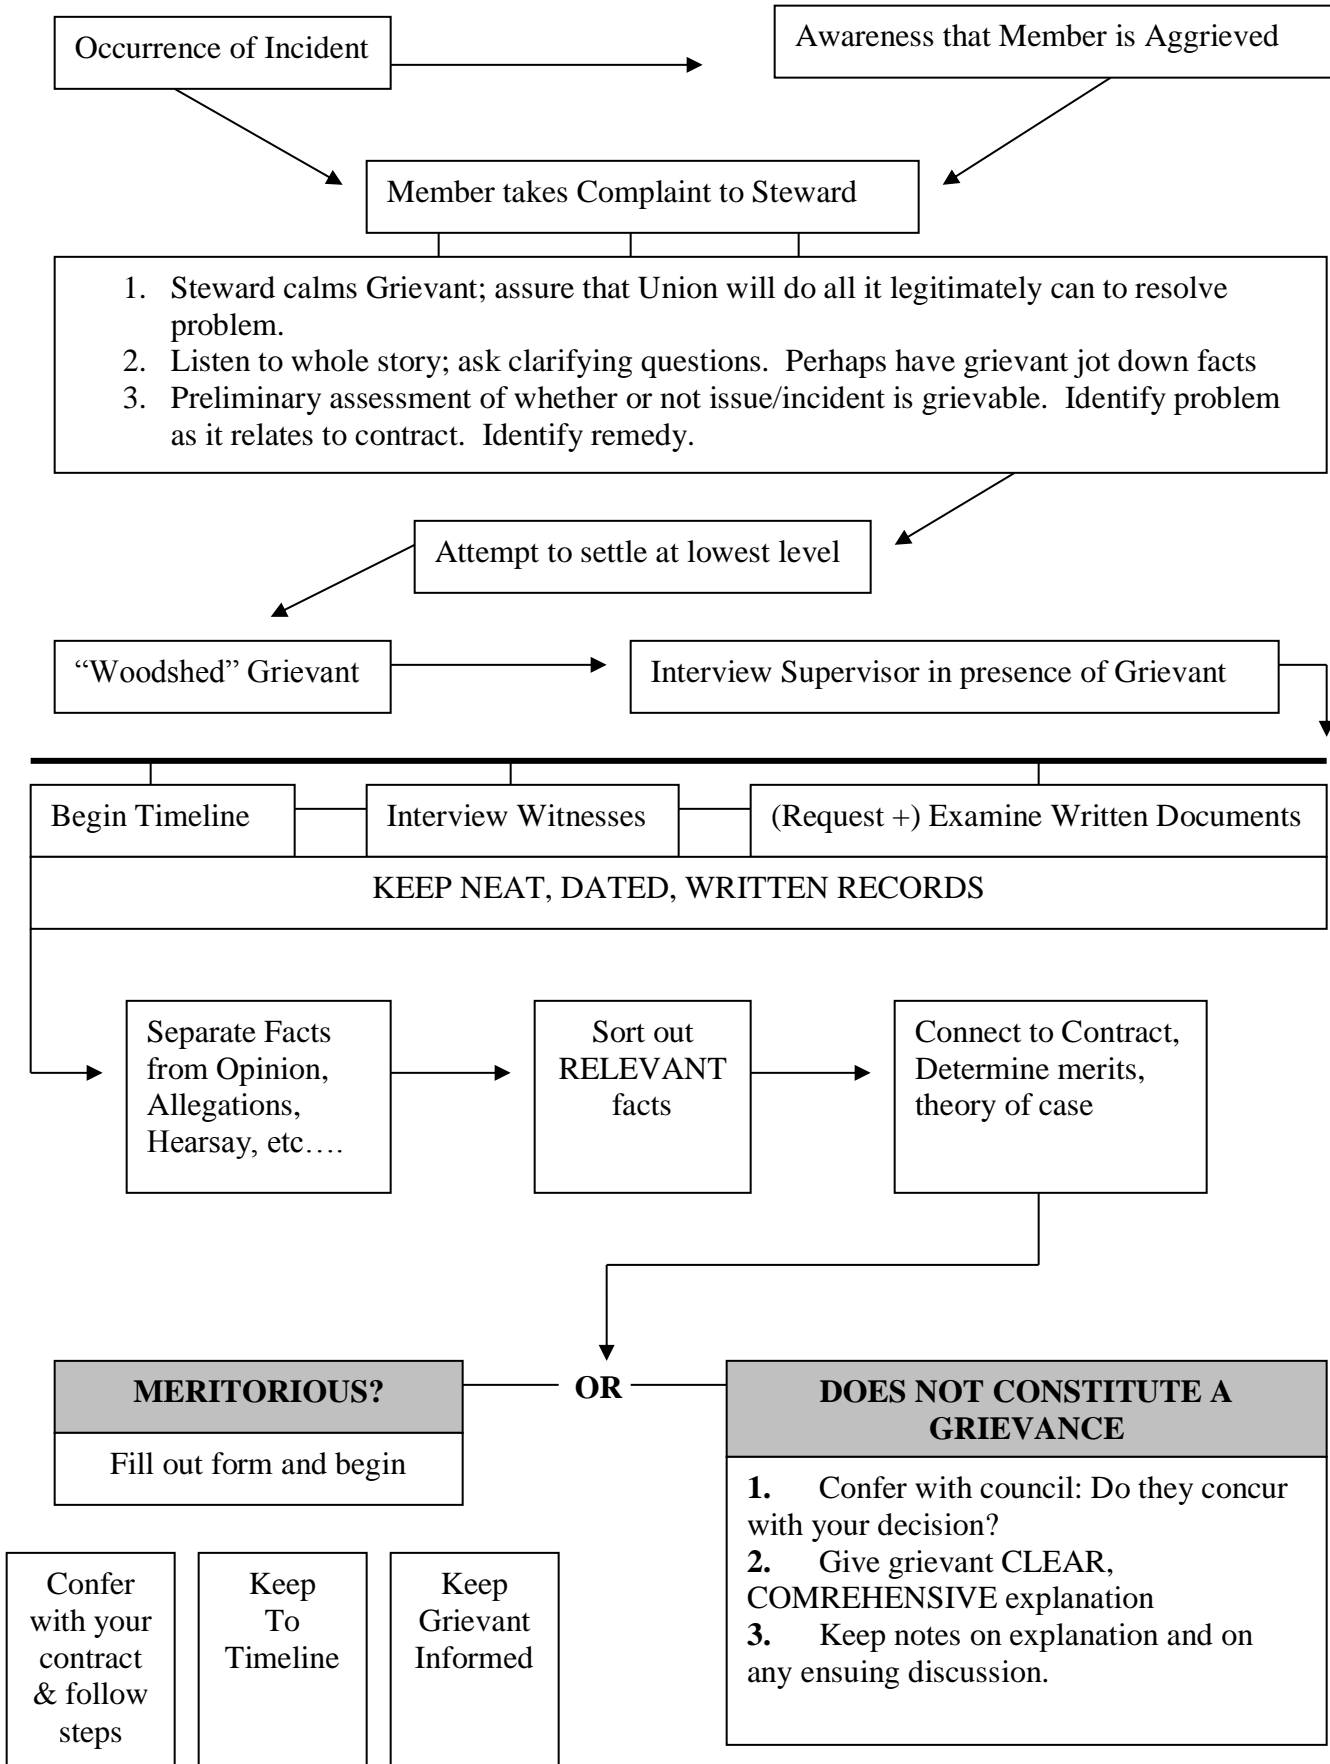 Occurrence of Incident
Awareness that Member is Aggrieved
Member takes Complaint to Steward
1. Steward calms Grievant; assure that Union will do all it legitimately can to resolve
problem.
2. Listen to whole story; ask clarifying questions. Perhaps have grievant jot down facts
3. Preliminary assessment of whether or not issue/incident is grievable. Identify problem
as it relates to contract. Identify remedy.
Attempt to settle at lowest level
“Woodshed” Grievant
Interview Supervisor in presence of Grievant
Begin Timeline
Interview Witnesses
(Request +) Examine Written Documents
KEEP NEAT, DATED, WRITTEN RECORDS
Separate Facts
from Opinion,
Allegations,
Hearsay, etc….
Sort out
RELEVANT
facts
Connect to Contract,
Determine merits,
theory of case
MERITORIOUS?
Fill out form and begin
OR
DOES NOT CONSTITUTE A
GRIEVANCE
1. Confer with council: Do they concur
with your decision?
2. Give grievant CLEAR,
COMREHENSIVE explanation
3. Keep notes on explanation and on
any ensuing discussion.
Confer
with your
contract
& follow
steps
Keep
To
Timeline
Keep
Grievant
Informed